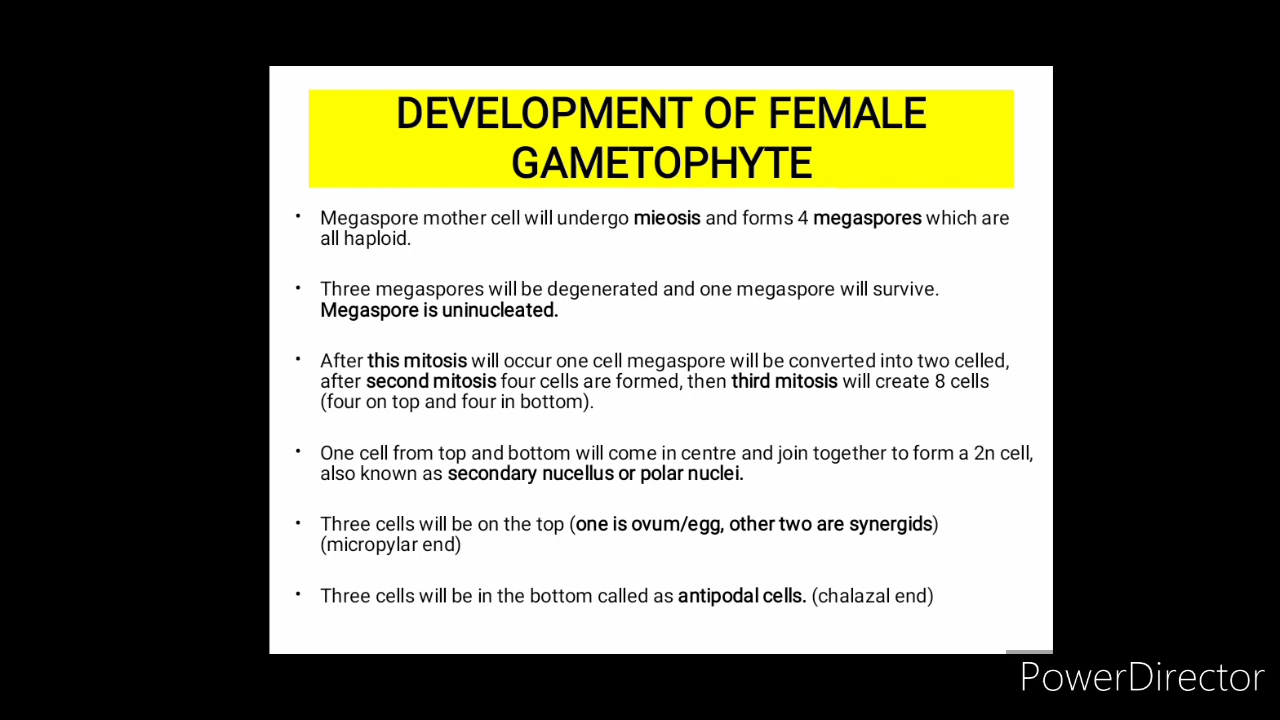 DEVELOPMENT OF FEMALE
GAMETOPHYTE
• Megaspore mother cell will undergo mieosis and forms 4 megaspores which are
all haploid.
• Three megaspores will be degenerated and one megaspore will survive.
Megaspore is uninucleated.
• After this mitosis will occur one cell megaspore will be converted into two celled,
after second mitosis four cells are formed, then third mitosis will create 8 cells
(four on top and four in bottom).
• One cell from top and bottom will come in centre and join together to form a 2n cell,
also known as secondary nucellus or polar nuclei.
• Three cells will be on the top (one is ovum/egg, other two are synergids)
(micropylar end)
• Three cells will be in the bottom called as antipodal cells. (chalazal end)
PowerDirector